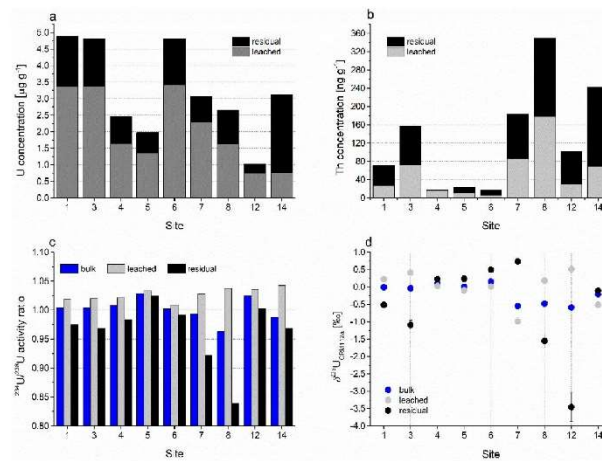 a
U concentration [µg g⁻¹]
5.0
4.5
4.0
3.5
3.0
2.5
2.0
1.5
1.0
0.5
0.0
residual
leached
1 3 4 5 6 7 8 12 14
Site
b
Th concentration [ng g⁻¹]
360
320
280
240
200
160
120
80
40
0
residual
leached
1 3 4 5 6 7 8 12 14
Site
c
²³⁴U/²³⁸U activity ratio
1.10
1.05
1.00
0.95
0.90
0.85
0.80
bulk leached residual
1 3 4 5 6 7 8 12 14
Site
d
[‰]
1.5
1.0
0.5
0.0
-0.5
-1.0
-1.5
-2.0
-2.5
-3.0
-3.5
-4.0
bulk
leached
residual
1 3 4 5 6 7 8 12 14
Site